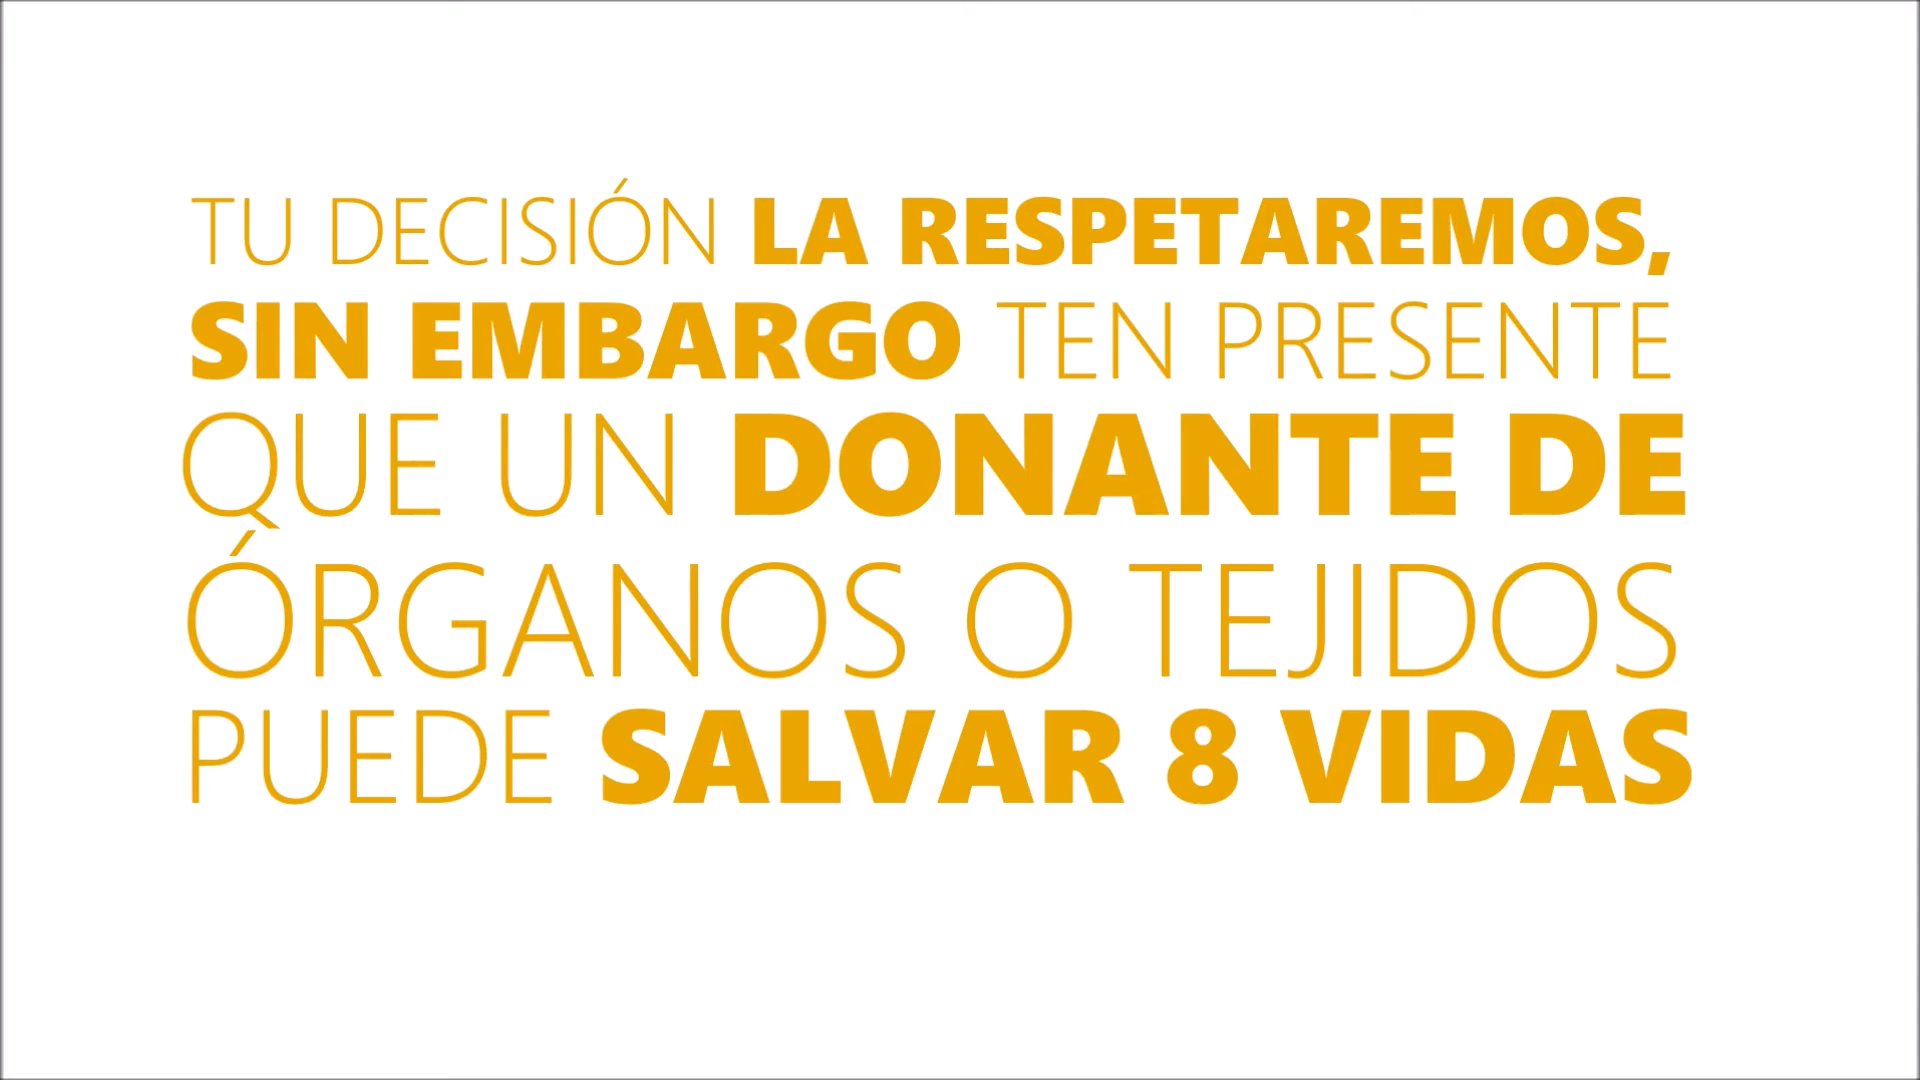 TU DECISIÓN LA RESPETAREMOS,
SIN EMBARGO TEN PRESENTE
QUE UN DONANTE DE
ÓRGANOS O TEJIDOS
PUEDE SALVAR 8 VIDAS